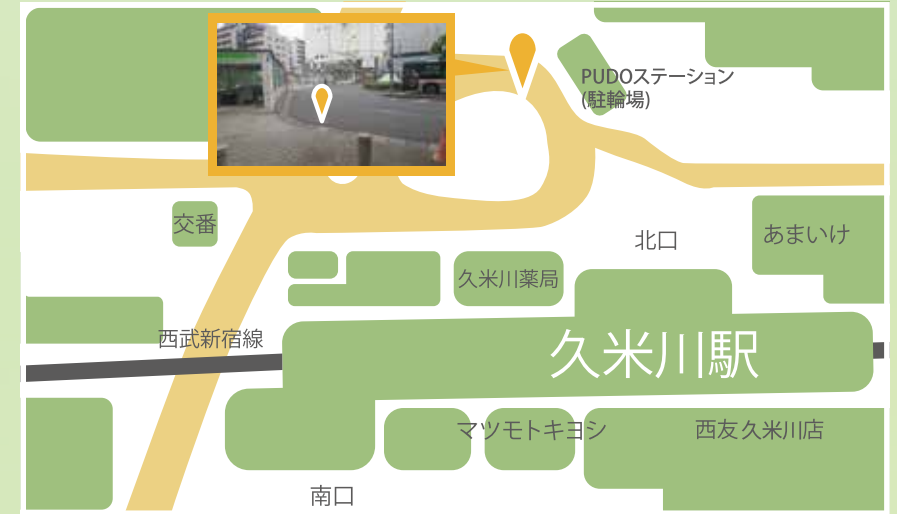 PUDOステーション
(駐輪場)
交番
北口
あまいけ
久米川薬局
西武新宿線
久米川駅
マツモトキヨシ
西友久米川店
南口